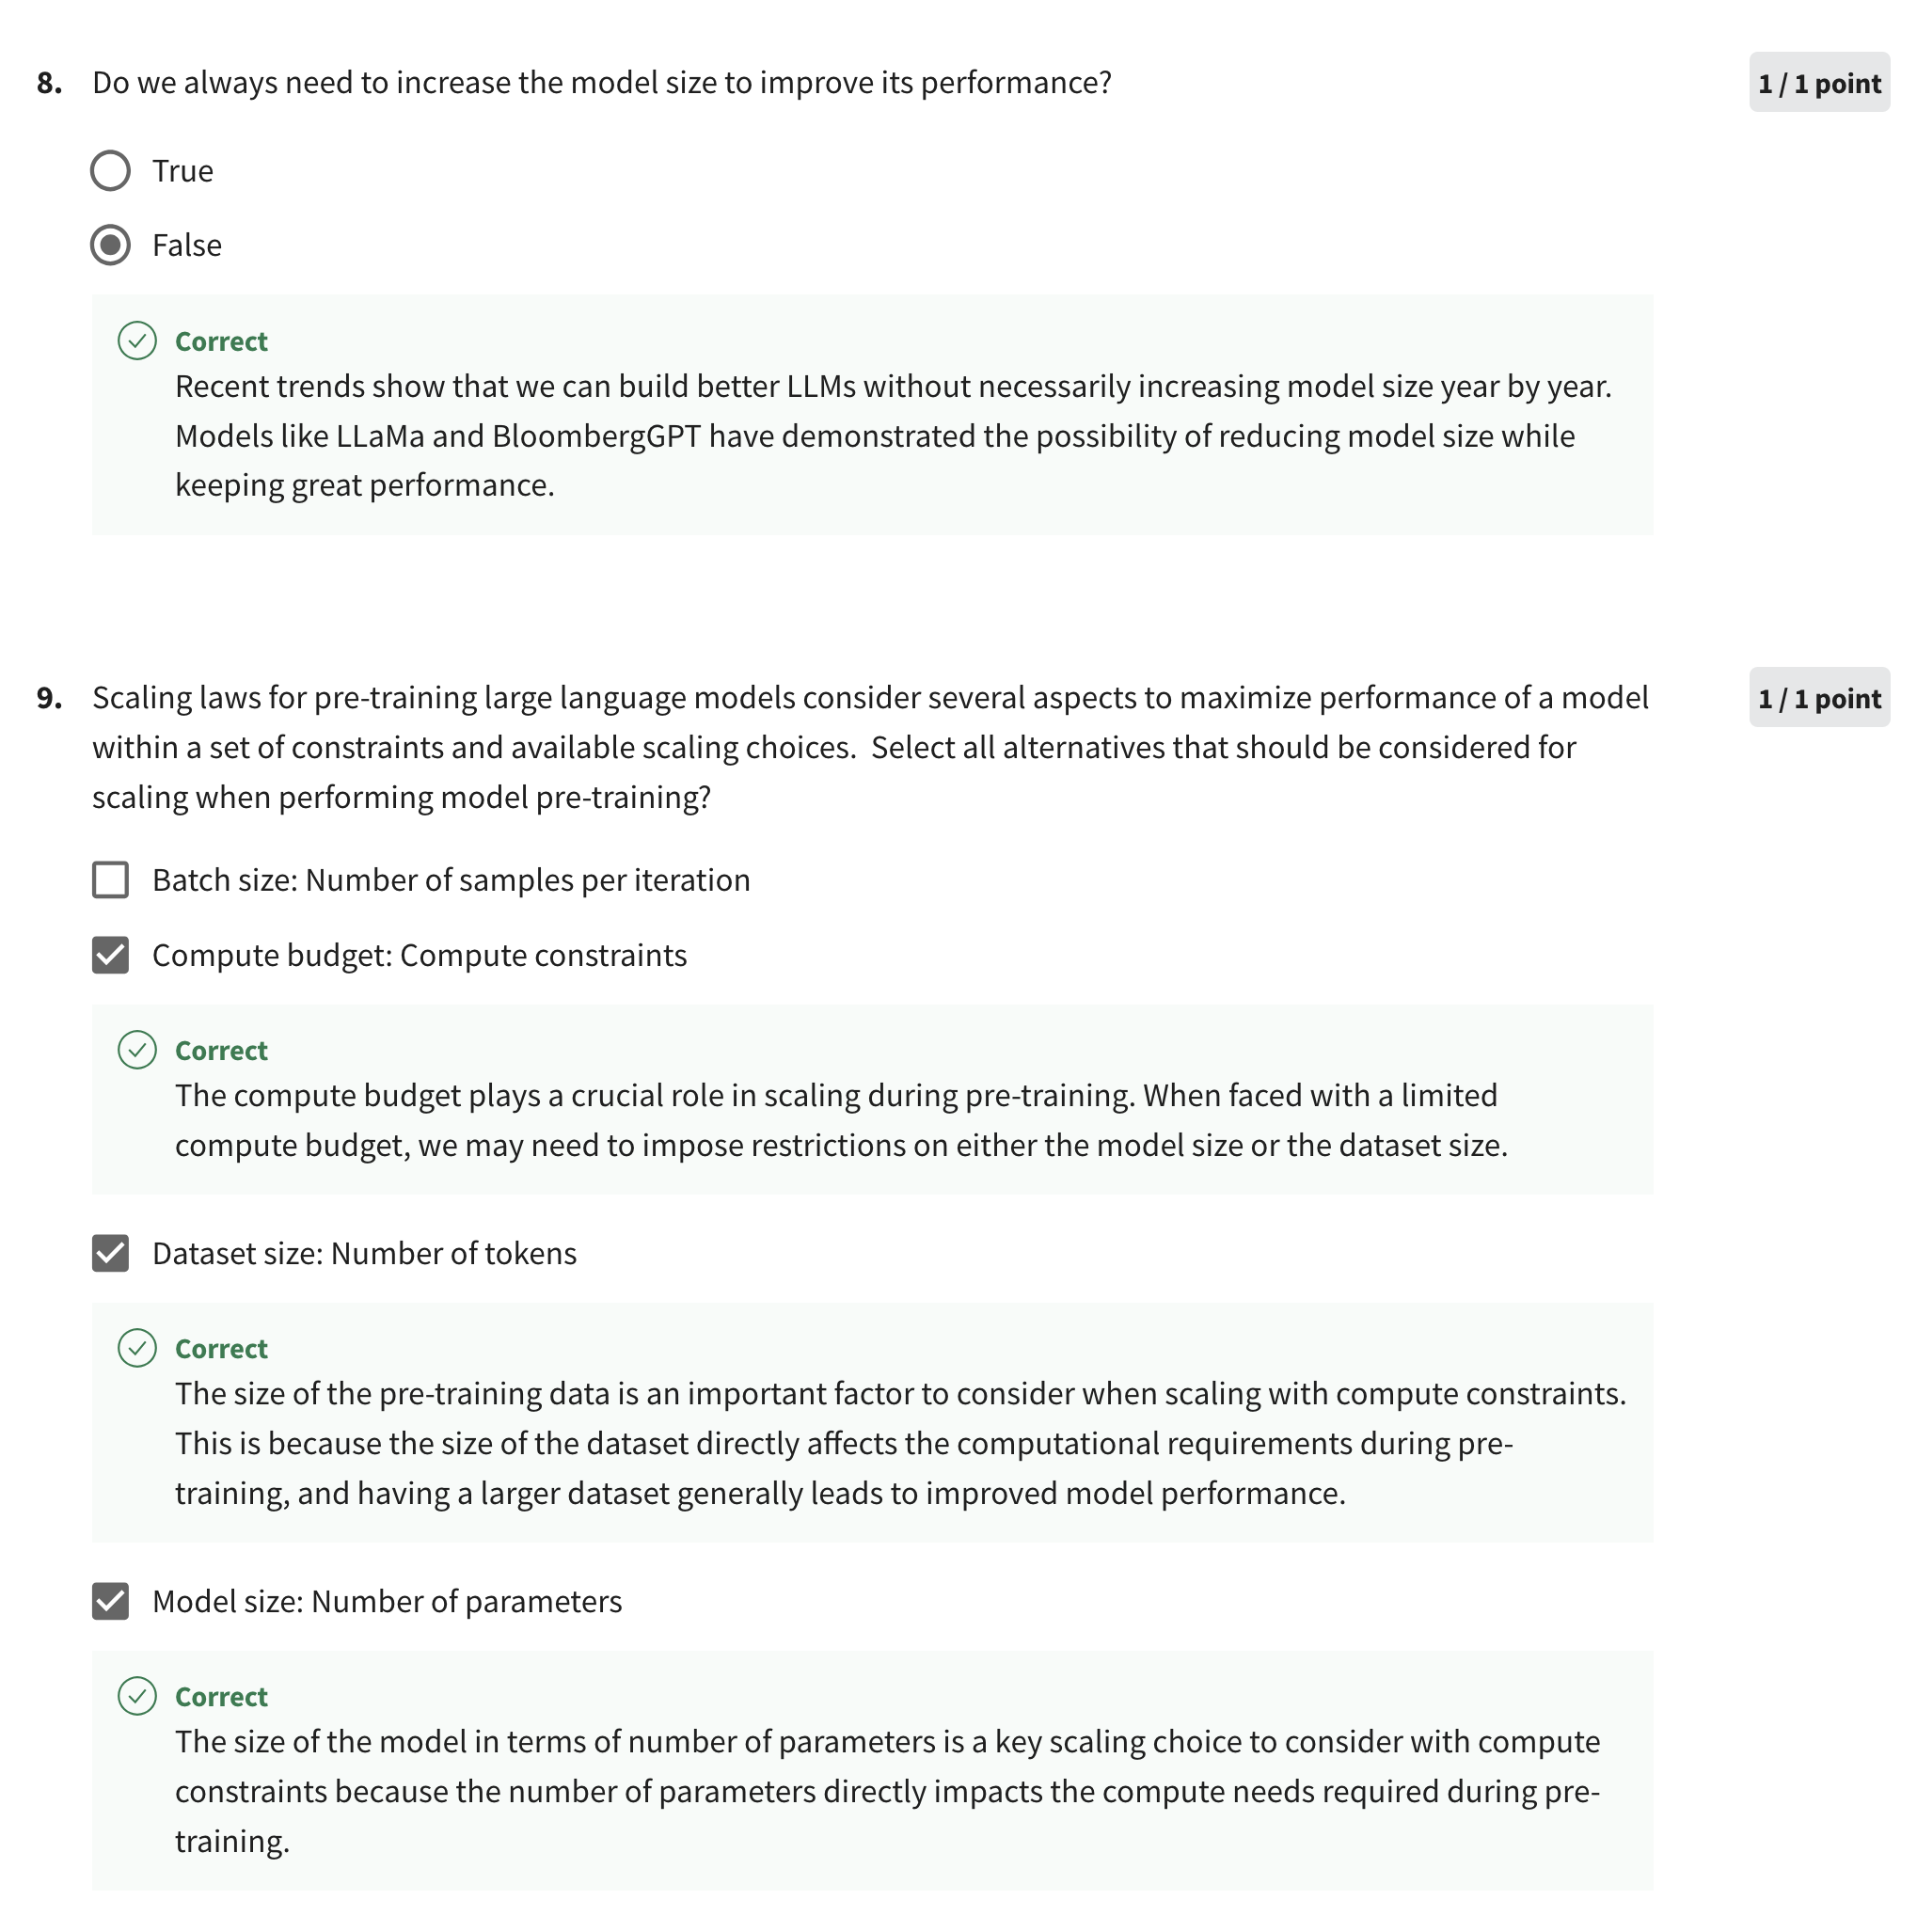 8. Do we always need to increase the model size to improve its performance?
1 / 1 point
True
False
Correct
Recent trends show that we can build better LLMs without necessarily increasing model size year by year.
Models like LLaMa and BloombergGPT have demonstrated the possibility of reducing model size while
keeping great performance.
9. Scaling laws for pre-training large language models consider several aspects to maximize performance of a model
1 / 1 point
within a set of constraints and available scaling choices.  Select all alternatives that should be considered for
scaling when performing model pre-training?
Batch size: Number of samples per iteration
Compute budget: Compute constraints
Correct
The compute budget plays a crucial role in scaling during pre-training. When faced with a limited
compute budget, we may need to impose restrictions on either the model size or the dataset size.
Dataset size: Number of tokens
Correct
The size of the pre-training data is an important factor to consider when scaling with compute constraints.
This is because the size of the dataset directly affects the computational requirements during pre-
training, and having a larger dataset generally leads to improved model performance.
Model size: Number of parameters
Correct
The size of the model in terms of number of parameters is a key scaling choice to consider with compute
constraints because the number of parameters directly impacts the compute needs required during pre-
training.